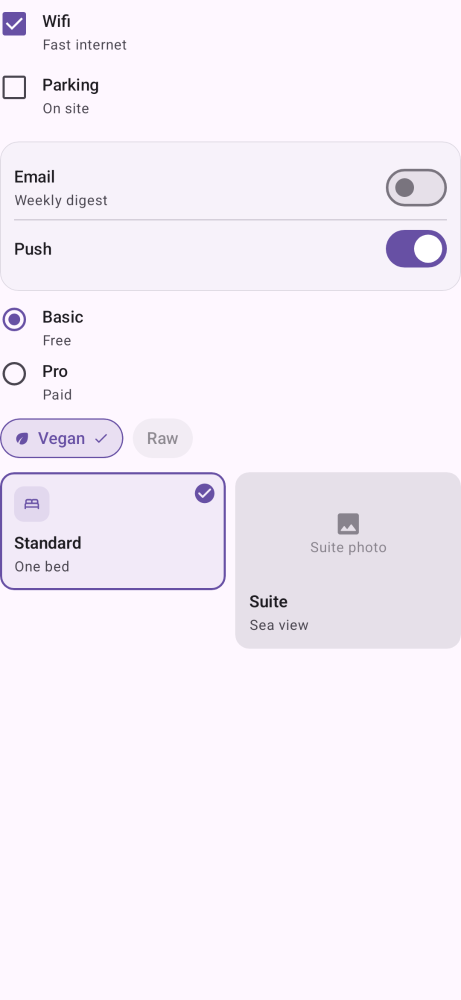 Wifi
Fast internet
Parking
On site
Email
Weekly digest
Push
Basic
Free
Pro
Paid
Vegan
Raw
Standard
One bed
Suite photo
Suite
Sea view